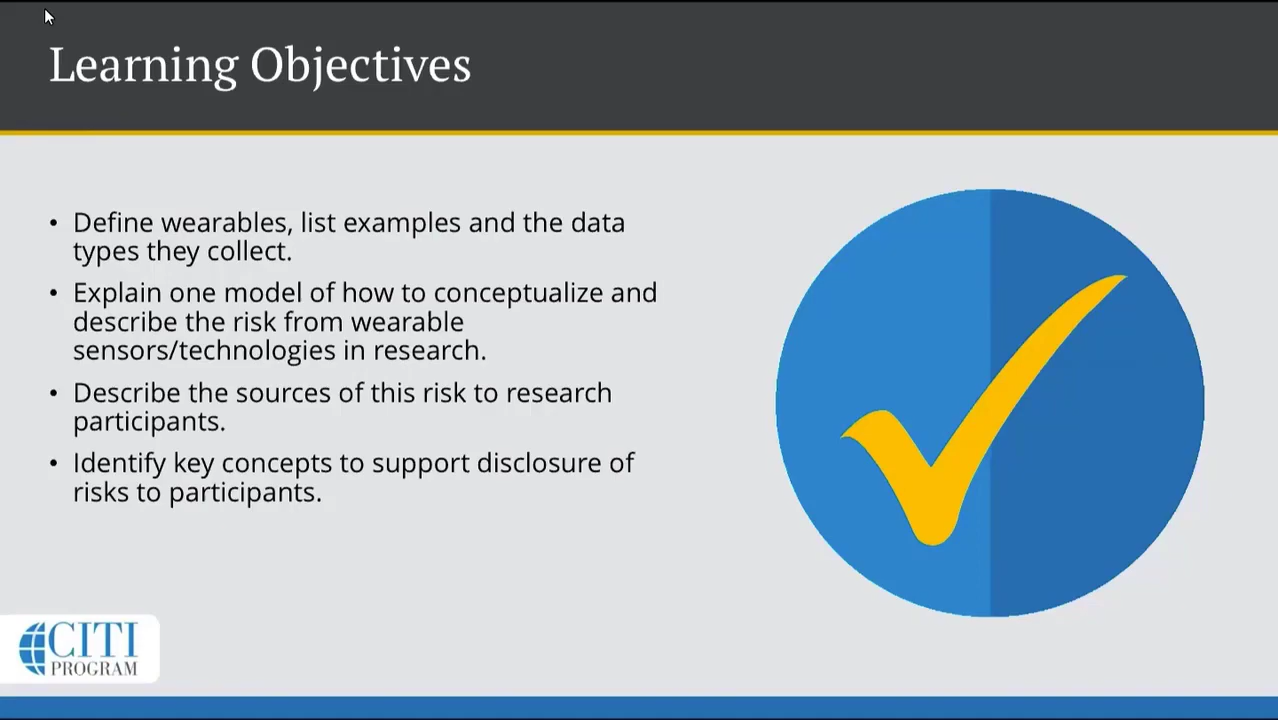 Learning Objectives
• Define wearables, list examples and the data
types they collect.
• Explain one model of how to conceptualize and
describe the risk from wearable
sensors/technologies in research.
• Describe the sources of this risk to research
participants.
• Identify key concepts to support disclosure of
risks to participants.
CITI
PROGRAM